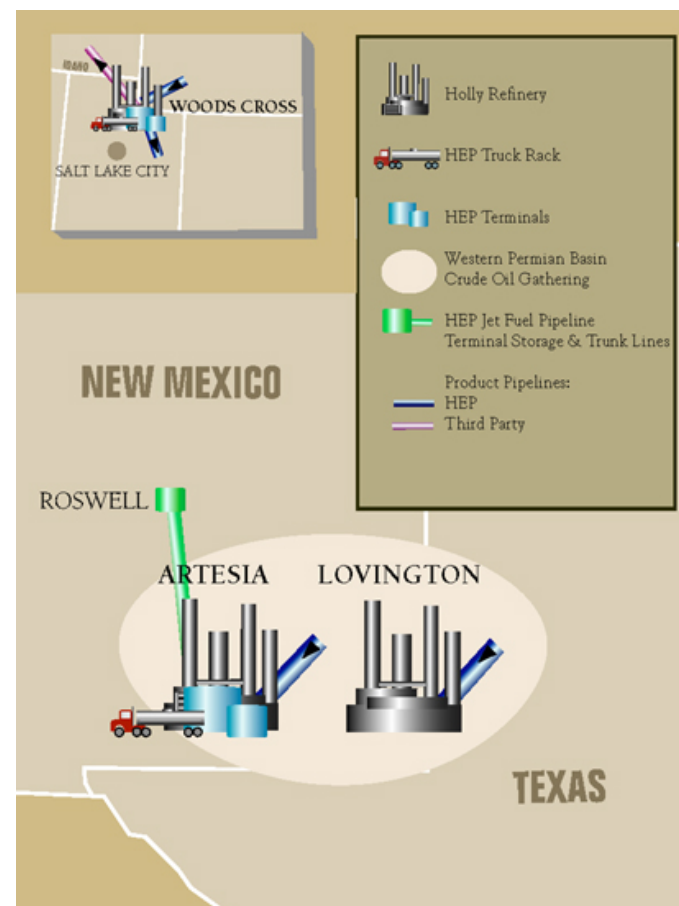 IDAHO
WOODS CROSS
SALT LAKE CITY
Holly Refinery
HEP Truck Rack
HEP Terminals
Western Permian Basin
Crude Oil Gathering
HEP Jet Fuel Pipeline
Terminal Storage & Trunk Lines
Product Pipelines:
HEP
Third Party
NEW MEXICO
ROSWELL
ARTESIA
LOVINGTON
TEXAS